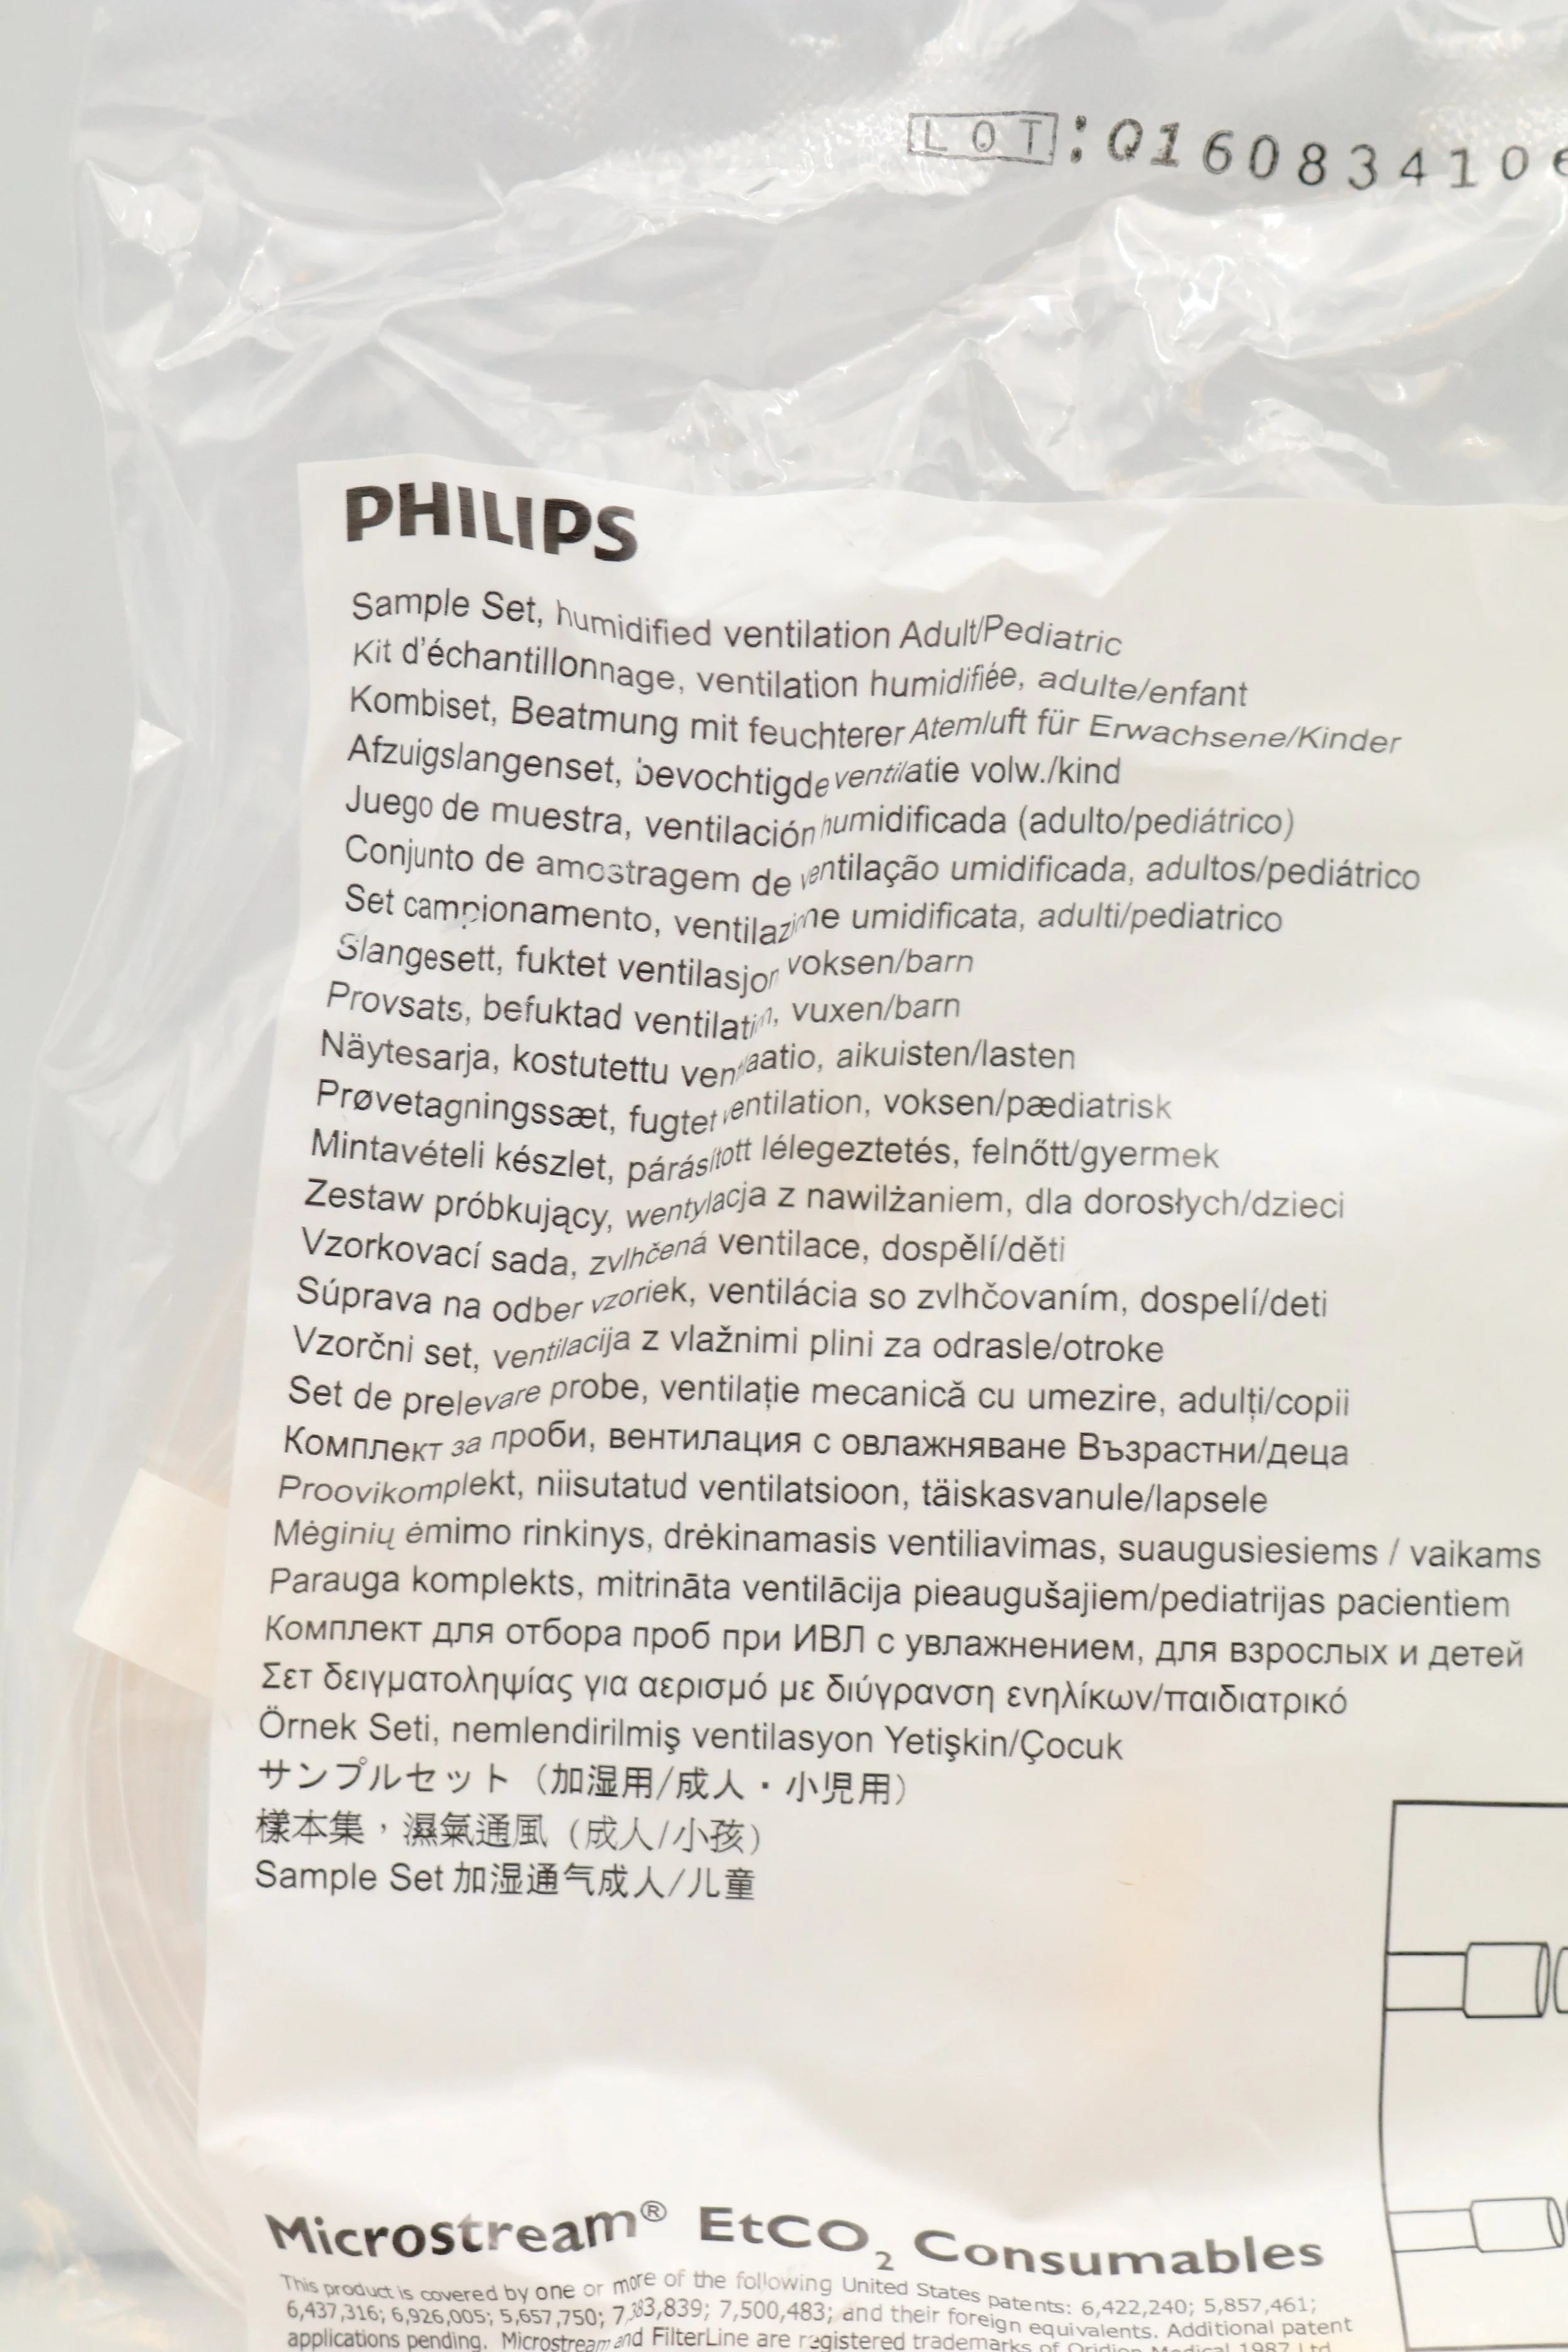 LOT:Q16083410
PHILIPS
Sample Set, humidified ventilation Adult/Pediatric
Kit d'échantillonnage, ventilation humidifiée, adulte/enfant
Kombiset, Beatmung mit feuchterer Atemluft für Erwachsene/Kinder
Afzuigslangenset, bevochtigde ventilatie volw./kind
Juego de muestra, ventilación humidificada (adulto/pediátrico)
Conjunto de amostragem de ventilação umidificada, adultos/pediátrico
Set campionamento, ventilazione umidificata, adulti/pediatrico
Slangesett, fuktet ventilasjon voksen/barn
Provsats, befuktad ventilation, vuxen/barn
Näytesarja, kostutettu ventilaatio, aikuisten/lasten
Prøvetagningssæt, fugtet ventilation, voksen/pædiatrisk
Mintavételi készlet, párásított lélegeztetés, felnőtt/gyermek
Zestaw próbkujący, wentylacja z nawilżaniem, dla dorosłych/dzieci
Vzorkovací sada, zvlhčená ventilace, dospělí/děti
Súprava na odber vzoriek, ventilácia so zvlhčovaním, dospelí/deti
Vzorčni set, ventilacija z vlažnimi plini za odrasle/otroke
Set de prelevare probe, ventilație mecanică cu umezire, adulți/copii
Комплект за проби, вентилация с овлажняване Възрастни/деца
Proovikomplekt, niisutatud ventilatsioon, täiskasvanule/lapsele
Mėginių ėmimo rinkinys, drėkinamasis ventiliavimas, suaugusiesiems / vaikams
Parauga komplekts, mitrināta ventilācija pieaugušajiem/pediatrijas pacientiem
Комплект для отбора проб при ИВЛ с увлажнением, для взрослых и детей
Σετ δειγματοληψίας για αερισμό με διύγρανση ενηλίκων/παιδιατρικό
Örnek Seti, nemlendirilmiş ventilasyon Yetişkin/Çocuk
サンプルセット（加湿用/成人・小児用）
樣本集，濕氣通風（成人/小孩）
Sample Set 加湿通气成人/儿童
Microstream® EtCO₂ Consumables
This product is covered by one or more of the following United States patents: 6,422,240; 5,857,461;
6,437,316; 6,926,005; 5,657,750; 7,383,839; 7,500,483; and their foreign equivalents. Additional patent
applications pending. Microstream and FilterLine are registered trademarks of Oridion Medical 1987 Ltd.